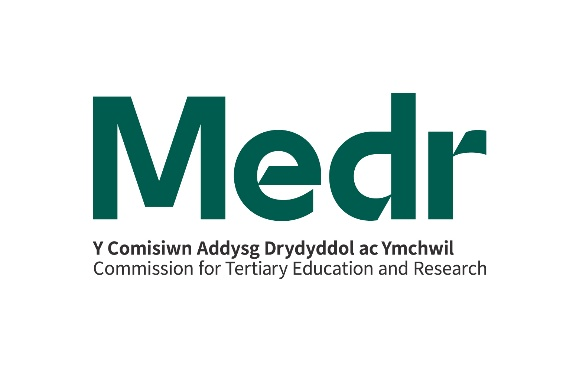 Medr
Y Comisiwn Addysg Drydyddol ac Ymchwil
Commission for Tertiary Education and Research